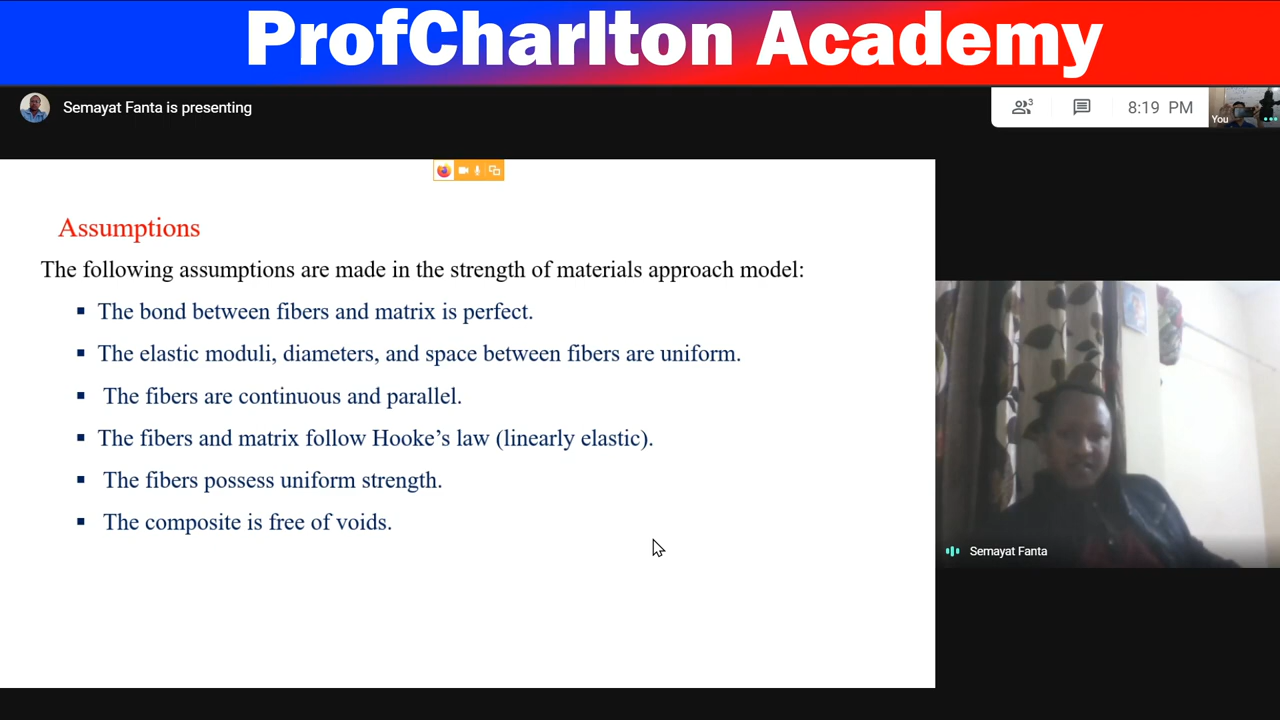 ProfCharlton Academy
Semayat Fanta is presenting
3
8:19 PM
You
Assumptions
The following assumptions are made in the strength of materials approach model:
▪ The bond between fibers and matrix is perfect.
▪ The elastic moduli, diameters, and space between fibers are uniform.
▪ The fibers are continuous and parallel.
▪ The fibers and matrix follow Hooke’s law (linearly elastic).
▪ The fibers possess uniform strength.
▪ The composite is free of voids.
Semayat Fanta